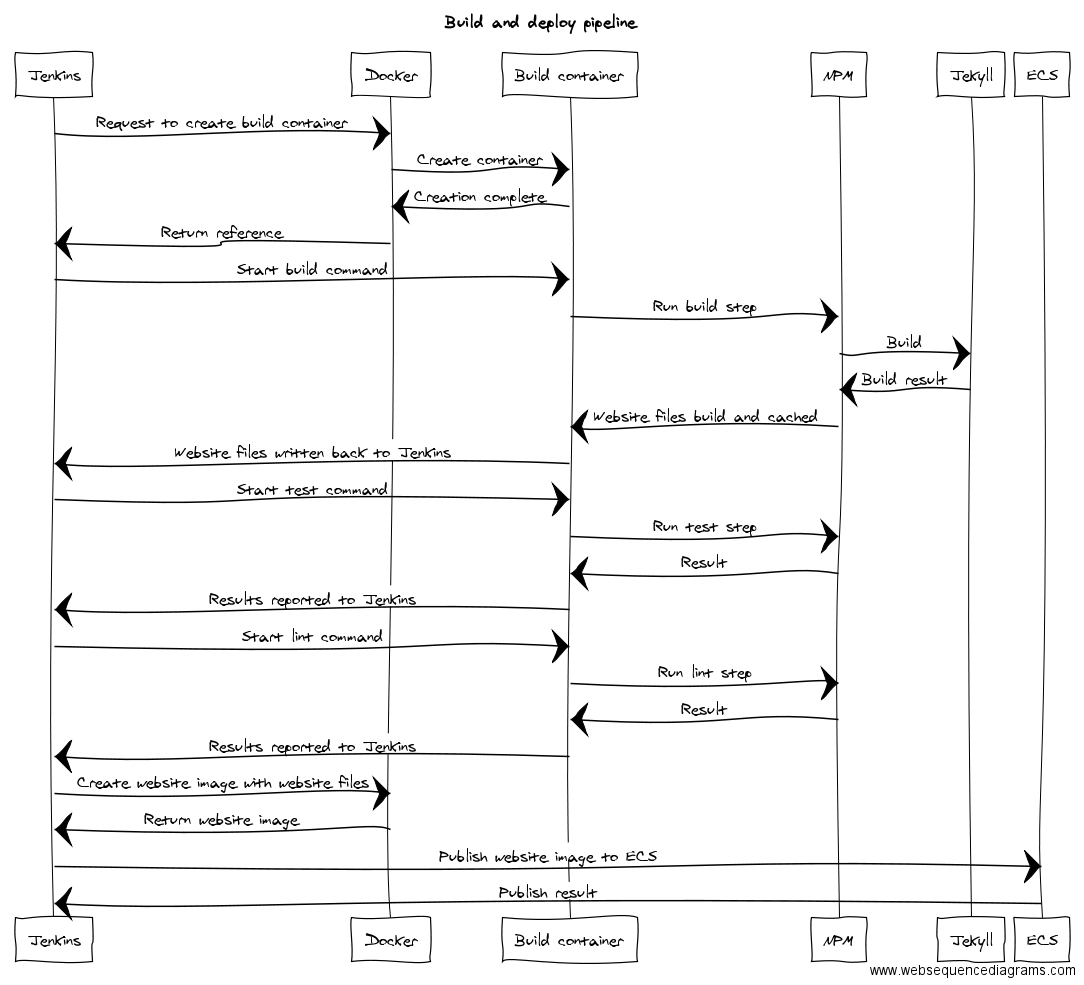 Build and deploy pipeline
Jenkins Docker Build container NPM Jekyll ECS
Request to create build container
Create container
Creation complete
Return reference
Start build command
Run build step
Build
Build result
Website files build and cached
Website files written back to Jenkins
Start test command
Run test step
Result
Results reported to Jenkins
Start lint command
Run lint step
Result
Results reported to Jenkins
Create website image with website files
Return website image
Publish website image to ECS
Publish result
Jenkins Docker Build container NPM Jekyll ECS
www.websequencediagrams.com